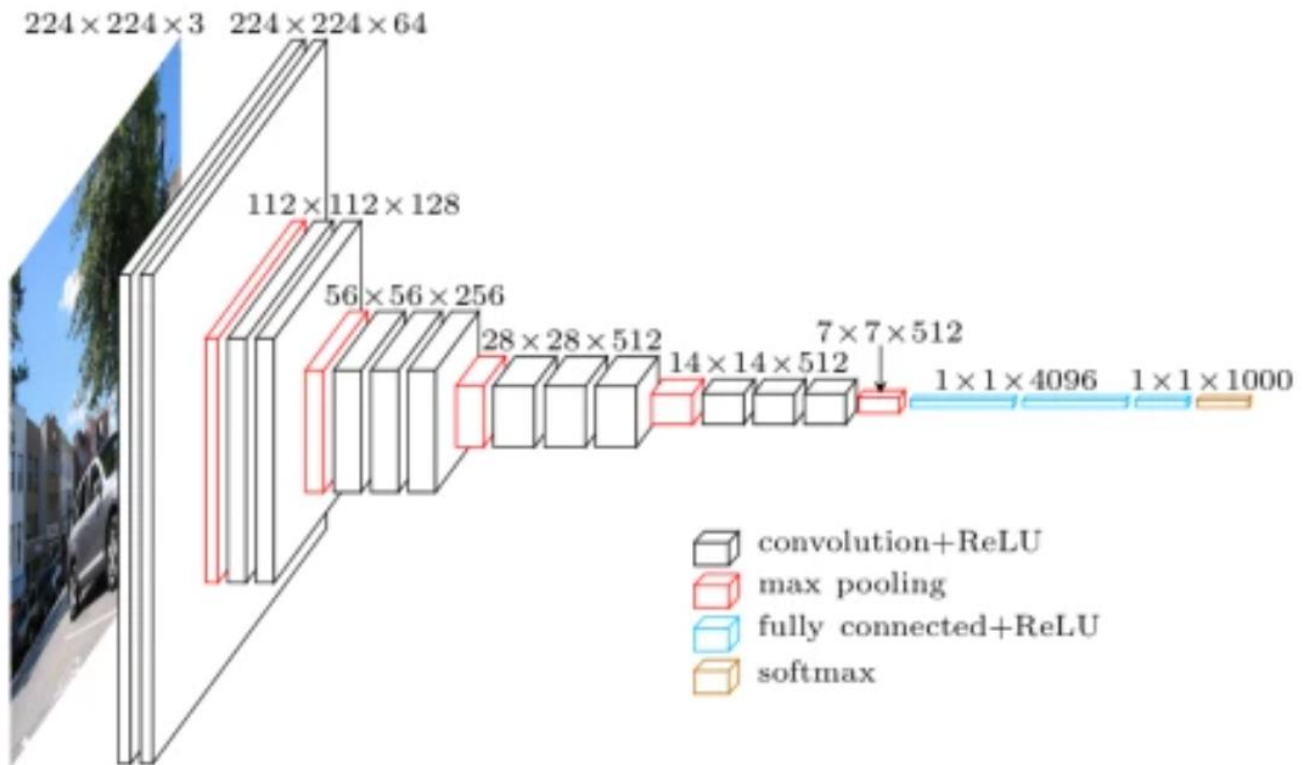 224×224×3
224×224×64
112×112×128
56×56×256
28×28×512
14×14×512
7×7×512
1×1×4096
1×1×1000
convolution+ReLU
max pooling
fully connected+ReLU
softmax